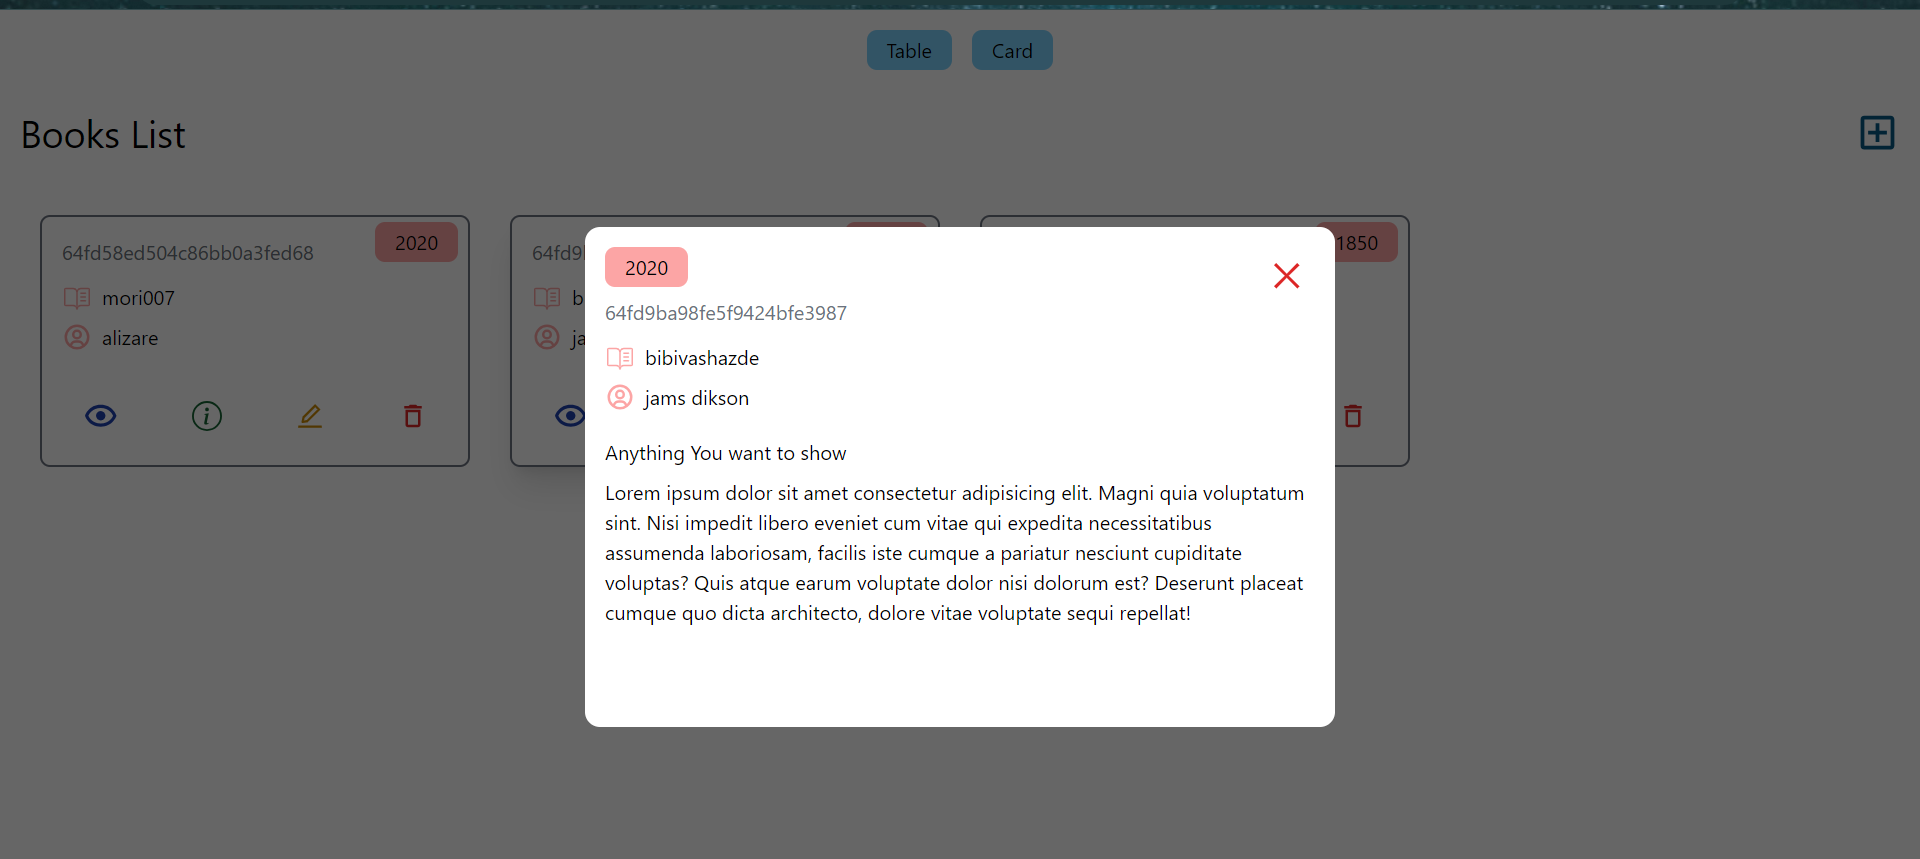 Table
Card
Books List
64fd58ed504c86bb0a3fed68
2020
mori007
alizare
64fd9
b
ja
1850
2020
64fd9ba98fe5f9424bfe3987
bibivashazde
jams dikson
Anything You want to show
Lorem ipsum dolor sit amet consectetur adipisicing elit. Magni quia voluptatum
sint. Nisi impedit libero eveniet cum vitae qui expedita necessitatibus
assumenda laboriosam, facilis iste cumque a pariatur nesciunt cupiditate
voluptas? Quis atque earum voluptate dolor nisi dolorum est? Deserunt placeat
cumque quo dicta architecto, dolore vitae voluptate sequi repellat!